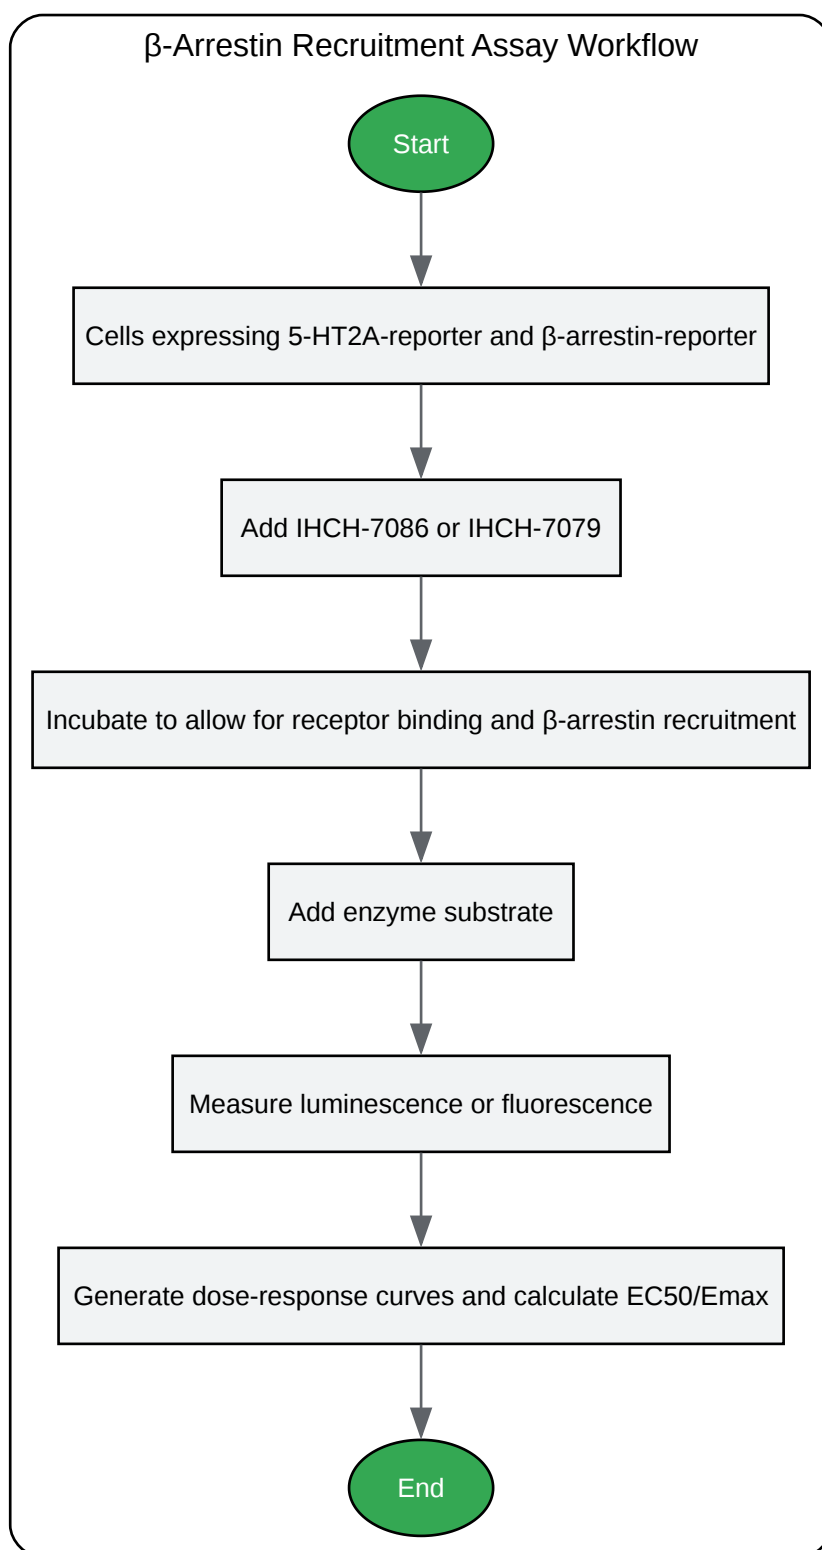 β-Arrestin Recruitment Assay Workflow
Start
Cells expressing 5-HT2A-reporter and β-arrestin-reporter
Add IHCH-7086 or IHCH-7079
Incubate to allow for receptor binding and β-arrestin recruitment
Add enzyme substrate
Measure luminescence or fluorescence
Generate dose-response curves and calculate EC50/Emax
End